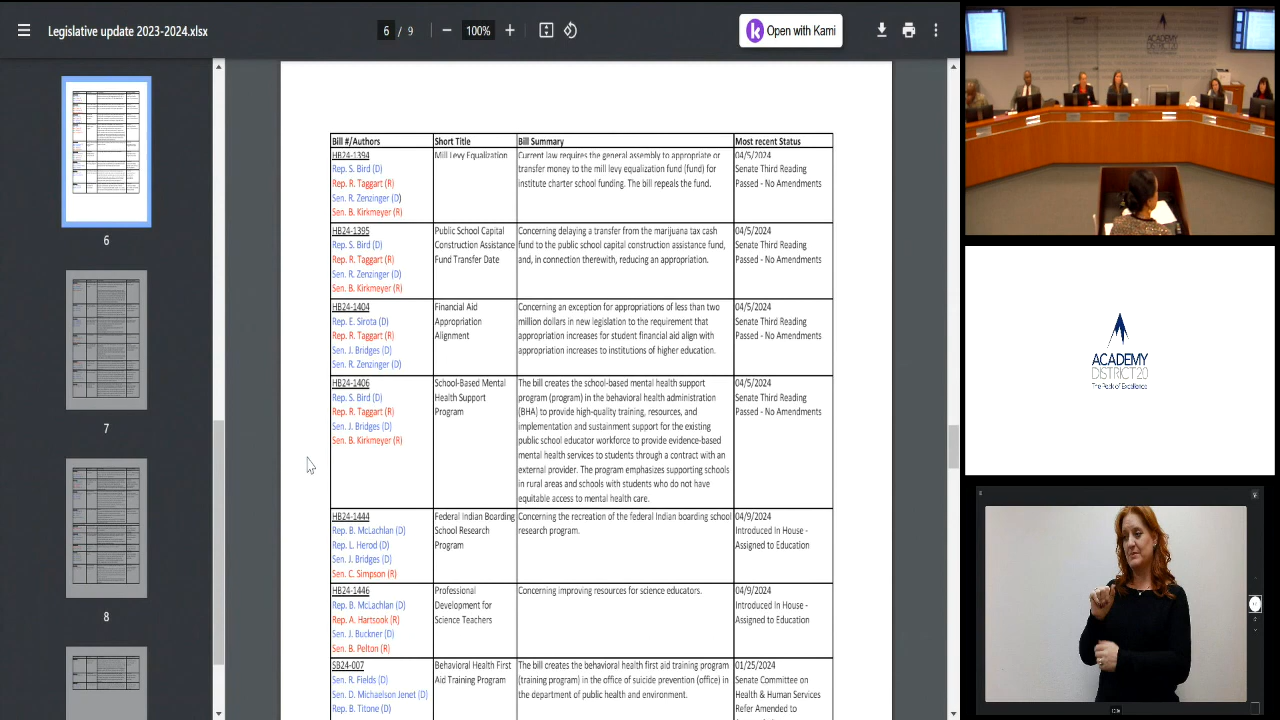 Legislative update 2023-2024.xlsx
6 / 9
100%
Open with Kami
6
7
8
Bill #/Authors Short Title Bill Summary Most recent Status
HB24-1394 Mill Levy Equalization Current law requires the general assembly to appropriate or 04/5/2024
Rep. S. Bird (D) transfer money to the mill levy equalization fund (fund) for Senate Third Reading
Rep. R. Taggart (R) institute charter school funding. The bill repeals the fund. Passed - No Amendments
Sen. R. Zenzinger (D)
Sen. B. Kirkmeyer (R)
HB24-1395 Public School Capital Concerning delaying a transfer from the marijuana tax cash 04/5/2024
Rep. S. Bird (D) Construction Assistance fund to the public school capital construction assistance fund, Senate Third Reading
Rep. R. Taggart (R) Fund Transfer Date and, in connection therewith, reducing an appropriation. Passed - No Amendments
Sen. R. Zenzinger (D)
Sen. B. Kirkmeyer (R)
HB24-1404 Financial Aid Concerning an exception for appropriations of less than two 04/5/2024
Rep. E. Sirota (D) Appropriation million dollars in new legislation to the requirement that Senate Third Reading
Rep. R. Taggart (R) Alignment appropriation increases for student financial aid align with Passed - No Amendments
Sen. J. Bridges (D) appropriation increases to institutions of higher education.
Sen. R. Zenzinger (D)
HB24-1406 School-Based Mental The bill creates the school-based mental health support 04/5/2024
Rep. S. Bird (D) Health Support program (program) in the behavioral health administration Senate Third Reading
Rep. R. Taggart (R) Program (BHA) to provide high-quality training, resources, and Passed - No Amendments
Sen. J. Bridges (D) implementation and sustainment support for the existing
Sen. B. Kirkmeyer (R) public school educator workforce to provide evidence-based
mental health services to students through a contract with an
external provider. The program emphasizes supporting schools
in rural areas and schools with students who do not have
equitable access to mental health care.
HB24-1444 Federal Indian Boarding Concerning the recreation of the federal Indian boarding school 04/9/2024
Rep. B. McLachlan (D) School Research research program. Introduced In House -
Rep. L. Herod (D) Program Assigned to Education
Sen. J. Bridges (D)
Sen. C. Simpson (R)
HB24-1446 Professional Concerning improving resources for science educators. 04/9/2024
Rep. B. McLachlan (D) Development for Introduced In House -
Rep. A. Hartsook (R) Science Teachers Assigned to Education
Sen. J. Buckner (D)
Sen. B. Pelton (R)
SB24-007 Behavioral Health First The bill creates the behavioral health first aid training program 01/25/2024
Sen. R. Fields (D) Aid Training Program (training program) in the office of suicide prevention (office) in Senate Committee on
Sen. D. Michaelson Jenet (D) the department of public health and environment. Health & Human Services
Rep. B. Titone (D) Refer Amended to
ACADEMY
DISTRICT 20
ACADEMY
DISTRICT 20
The Peak of Excellence